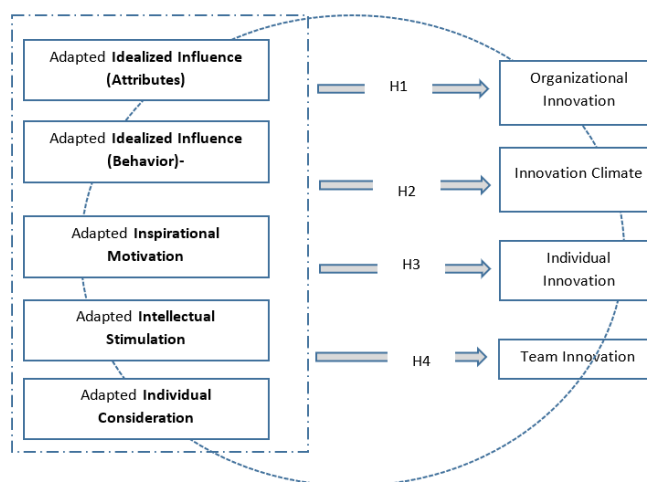 Adapted Idealized Influence
(Attributes)
Adapted Idealized Influence
(Behavior)-
Adapted Inspirational
Motivation
Adapted Intellectual
Stimulation
Adapted Individual
Consideration
H1
H2
H3
H4
Organizational
Innovation
Innovation Climate
Individual
Innovation
Team Innovation